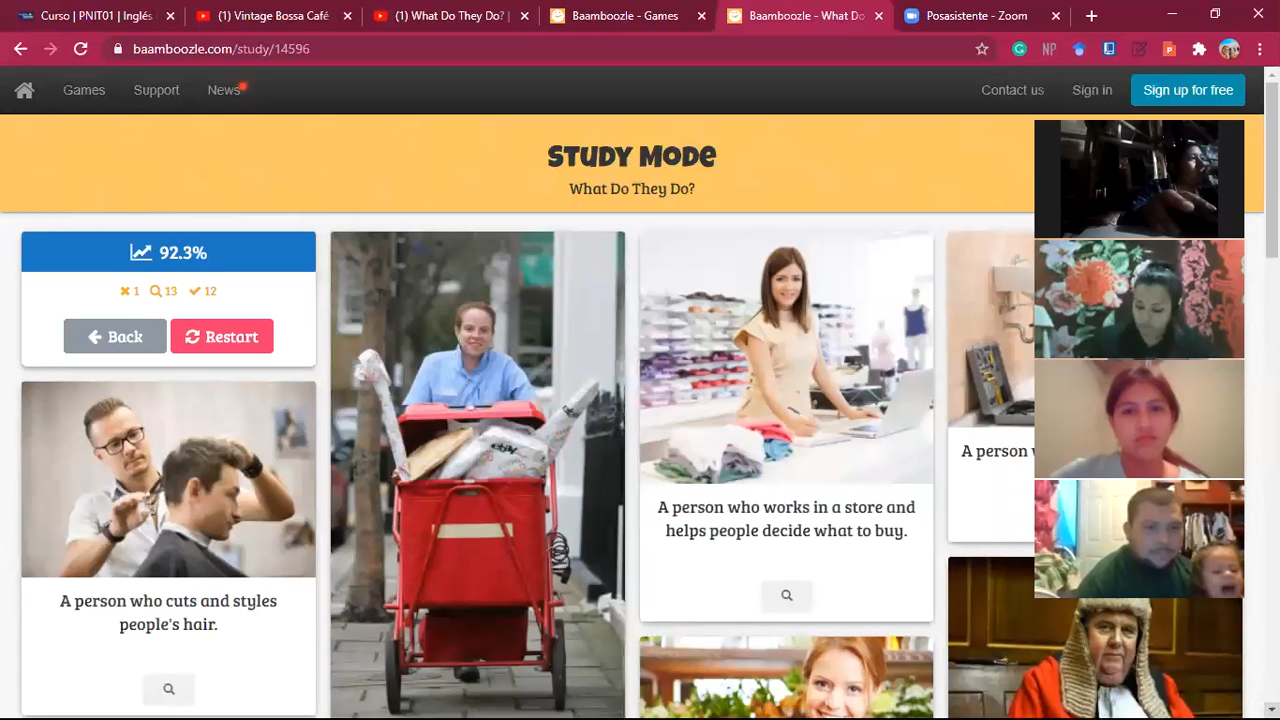 Curso | PNIT01 | Inglés
(1) Vintage Bossa Café
(1) What Do They Do? |
Baamboozle - Games
Baamboozle - What Do
Posasistente - Zoom
baamboozle.com/study/14596
NP
Games
Support
News
Contact us
Sign in
Sign up for free
Study Mode
What Do They Do?
92.3%
1
13
12
Back
Restart
A person who cuts and styles
people's hair.
ebay
A person who works in a store and
helps people decide what to buy.
A person